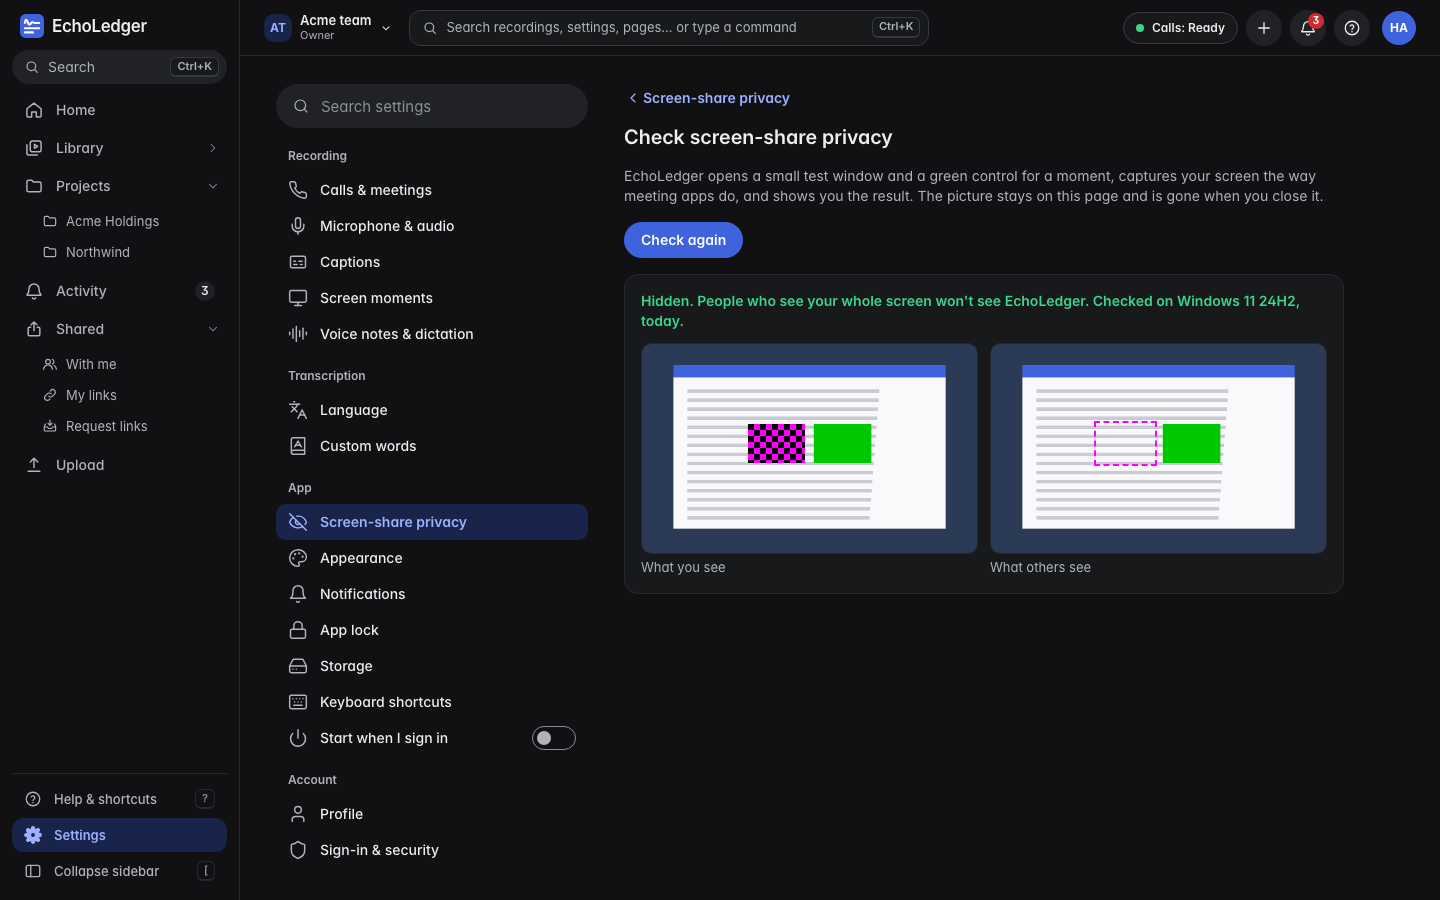 EchoLedger
Search
Ctrl+K
Home
Library
Projects
Acme Holdings
Northwind
Activity
3
Shared
With me
My links
Request links
Upload
Help & shortcuts
?
Settings
Collapse sidebar
[
AT
Acme team
Owner
Search recordings, settings, pages... or type a command
Ctrl+K
Calls: Ready
3
HA
Search settings
Recording
Calls & meetings
Microphone & audio
Captions
Screen moments
Voice notes & dictation
Transcription
Language
Custom words
App
Screen-share privacy
Appearance
Notifications
App lock
Storage
Keyboard shortcuts
Start when I sign in
Account
Profile
Sign-in & security
Screen-share privacy
Check screen-share privacy
EchoLedger opens a small test window and a green control for a moment, captures your screen the way
meeting apps do, and shows you the result. The picture stays on this page and is gone when you close it.
Check again
Hidden. People who see your whole screen won't see EchoLedger. Checked on Windows 11 24H2,
today.
What you see
What others see